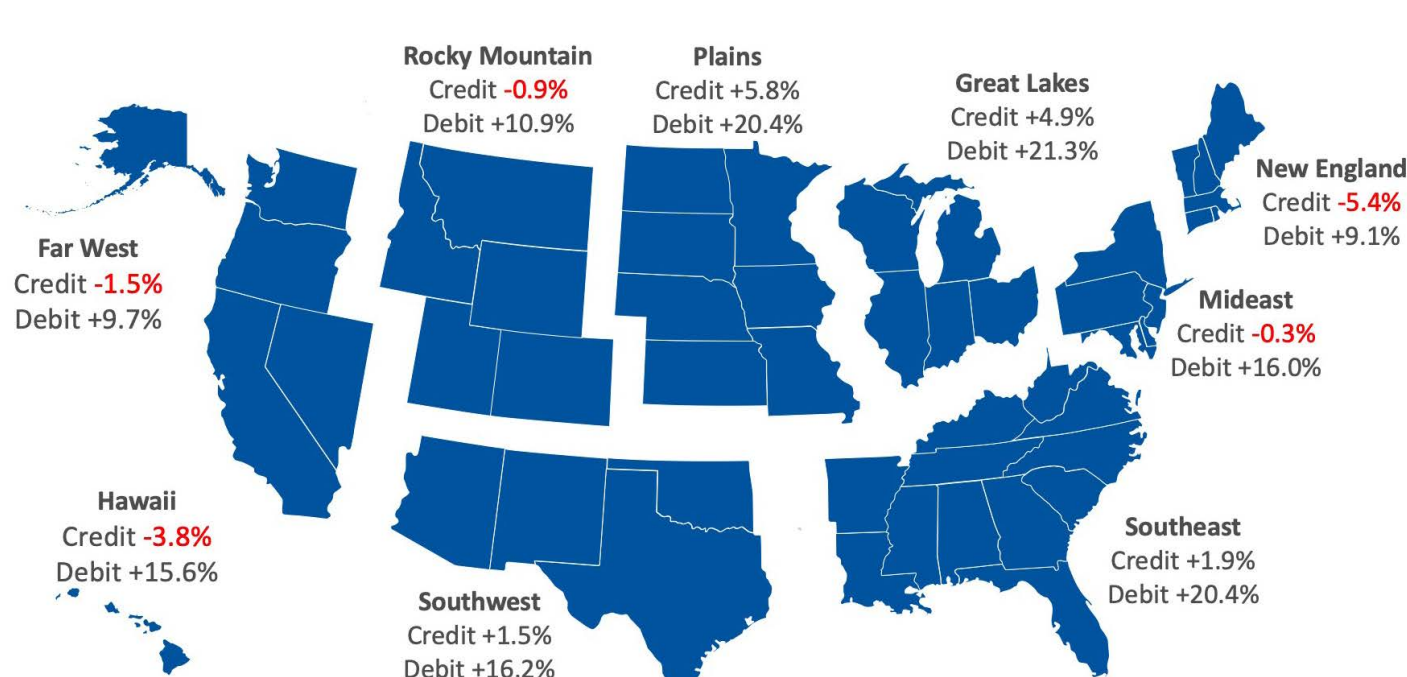 Rocky Mountain
Credit -0.9%
Debit +10.9%
Plains
Credit +5.8%
Debit +20.4%
Great Lakes
Credit +4.9%
Debit +21.3%
New England
Credit -5.4%
Debit +9.1%
Far West
Credit -1.5%
Debit +9.7%
Mideast
Credit -0.3%
Debit +16.0%
Hawaii
Credit -3.8%
Debit +15.6%
Southeast
Credit +1.9%
Debit +20.4%
Southwest
Credit +1.5%
Debit +16.2%